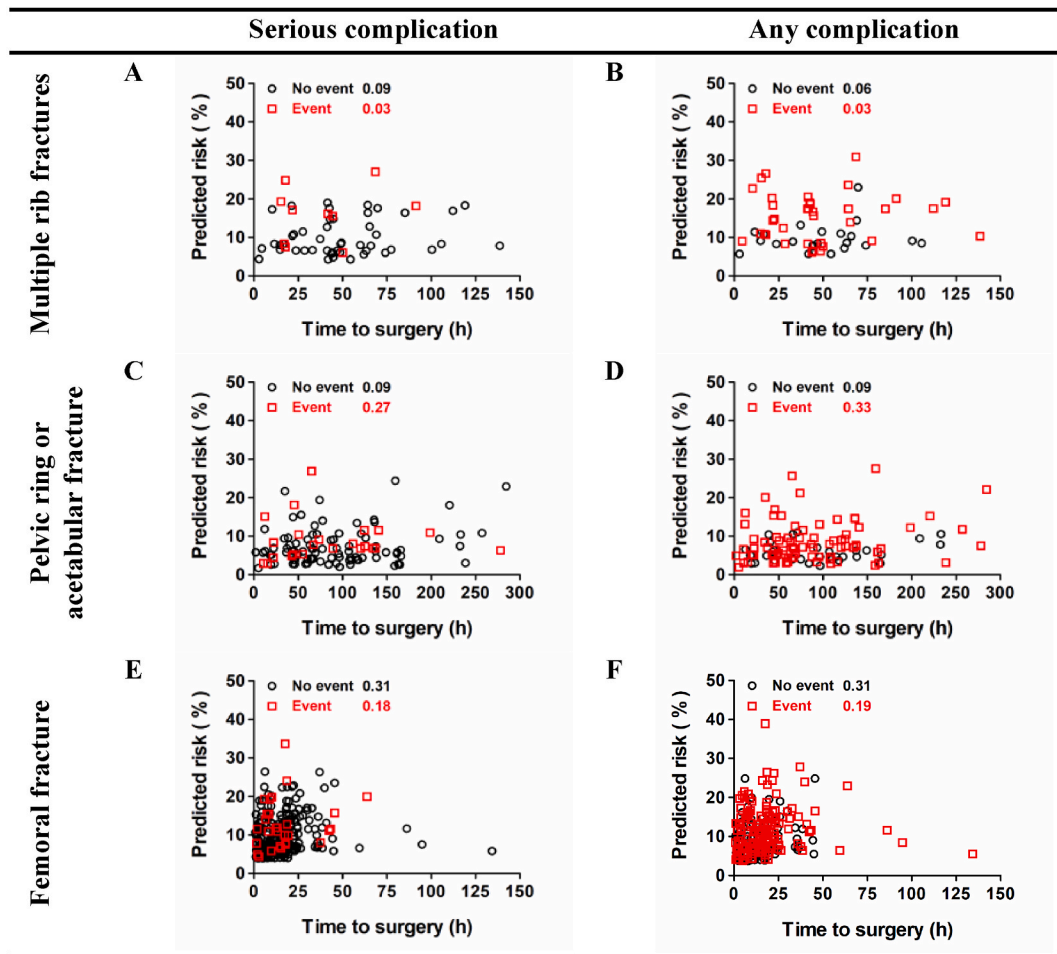 Serious complication
Any complication
Multiple rib fractures
A
No event 0.09
Event 0.03
Predicted risk ( % )
50
40
30
20
10
0
0 25 50 75 100 125 150
Time to surgery (h)
B
No event 0.06
Event 0.03
Predicted risk ( % )
50
40
30
20
10
0
0 25 50 75 100 125 150
Time to surgery (h)
Pelvic ring or
acetabular fracture
C
No event 0.09
Event 0.27
Predicted risk ( % )
50
40
30
20
10
0
0 50 100 150 200 250 300
Time to surgery (h)
D
No event 0.09
Event 0.33
Predicted risk ( % )
50
40
30
20
10
0
0 50 100 150 200 250 300
Time to surgery (h)
Femoral fracture
E
No event 0.31
Event 0.18
Predicted risk ( % )
50
40
30
20
10
0
0 25 50 75 100 125 150
Time to surgery (h)
F
No event 0.31
Event 0.19
Predicted risk ( % )
50
40
30
20
10
0
0 25 50 75 100 125 150
Time to surgery (h)